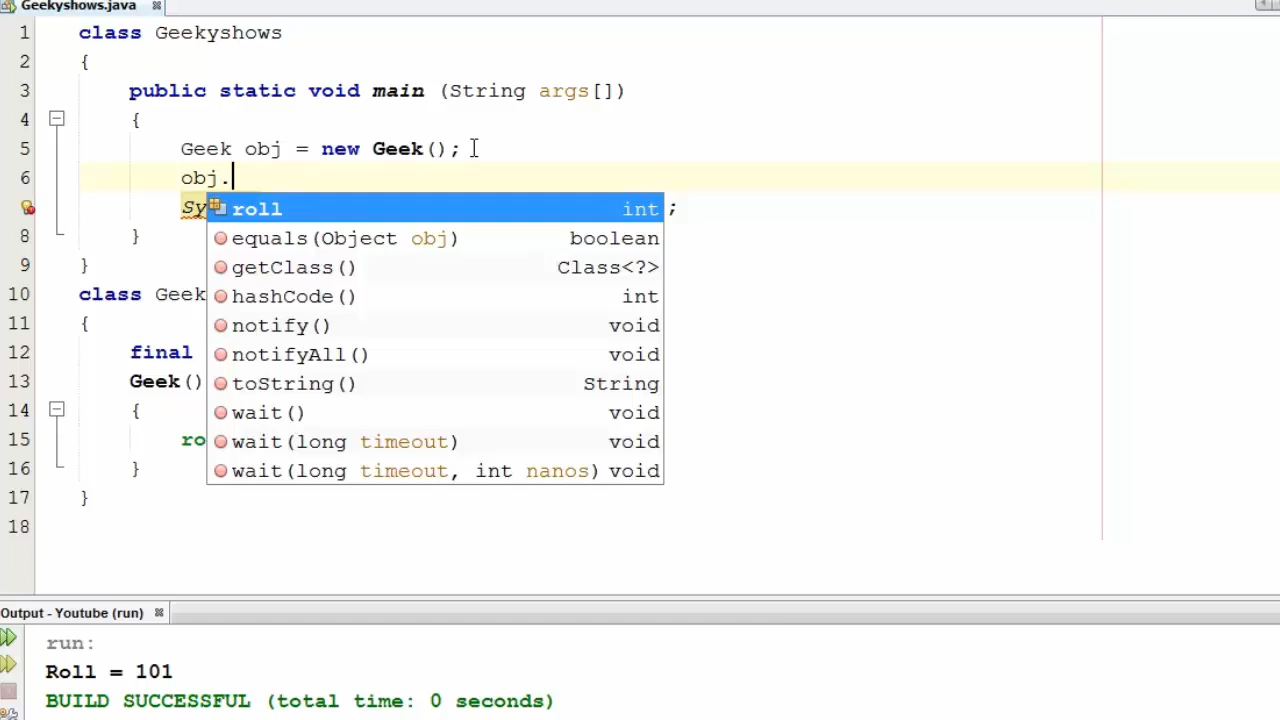 Geekyshows.java
1 class Geekyshows
2 {
3 public static void main (String args[])
4 {
5 Geek obj = new Geek();
6 obj.
Sy roll int ;
8 } equals(Object obj) boolean
9 } getClass() Class<?>
10 class Geek hashCode() int
11 { notify() void
12 final notifyAll() void
13 Geek() toString() String
14 { wait() void
15 ro wait(long timeout) void
16 } wait(long timeout, int nanos) void
17 }
18
Output - Youtube (run)
run:
Roll = 101
BUILD SUCCESSFUL (total time: 0 seconds)